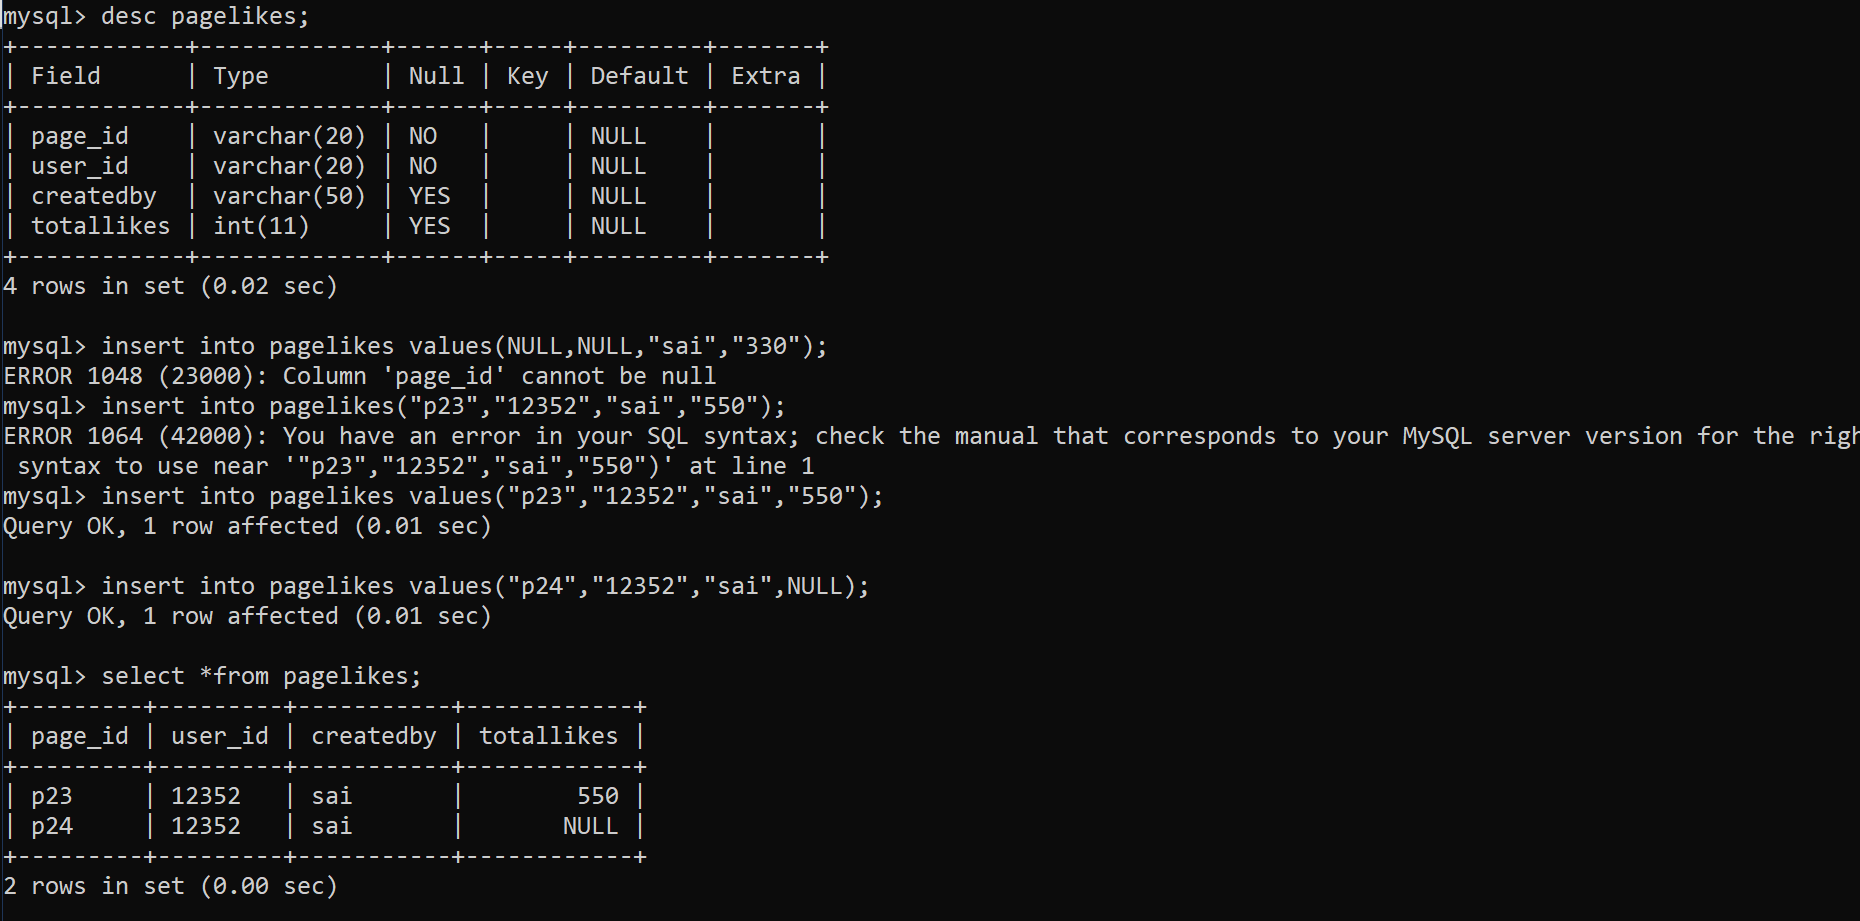 mysql> desc pagelikes;
+------------+-------------+------+-----+---------+-------+
| Field      | Type        | Null | Key | Default | Extra |
+------------+-------------+------+-----+---------+-------+
| page_id    | varchar(20) | NO   |     | NULL    |       |
| user_id    | varchar(20) | NO   |     | NULL    |       |
| createdby  | varchar(50) | YES  |     | NULL    |       |
| totallikes | int(11)     | YES  |     | NULL    |       |
+------------+-------------+------+-----+---------+-------+
4 rows in set (0.02 sec)

mysql> insert into pagelikes values(NULL,NULL,"sai","330");
ERROR 1048 (23000): Column 'page_id' cannot be null
mysql> insert into pagelikes("p23","12352","sai","550");
ERROR 1064 (42000): You have an error in your SQL syntax; check the manual that corresponds to your MySQL server version for the righ
 syntax to use near '"p23","12352","sai","550")' at line 1
mysql> insert into pagelikes values("p23","12352","sai","550");
Query OK, 1 row affected (0.01 sec)

mysql> insert into pagelikes values("p24","12352","sai",NULL);
Query OK, 1 row affected (0.01 sec)

mysql> select *from pagelikes;
+---------+---------+-----------+------------+
| page_id | user_id | createdby | totallikes |
+---------+---------+-----------+------------+
| p23     | 12352   | sai       |        550 |
| p24     | 12352   | sai       |       NULL |
+---------+---------+-----------+------------+
2 rows in set (0.00 sec)